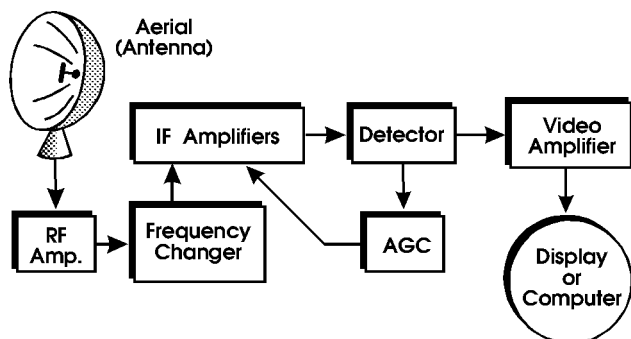 Aerial
(Antenna)
IF Amplifiers
Detector
Video
Amplifier
RF
Amp.
Frequency
Changer
AGC
Display
or
Computer